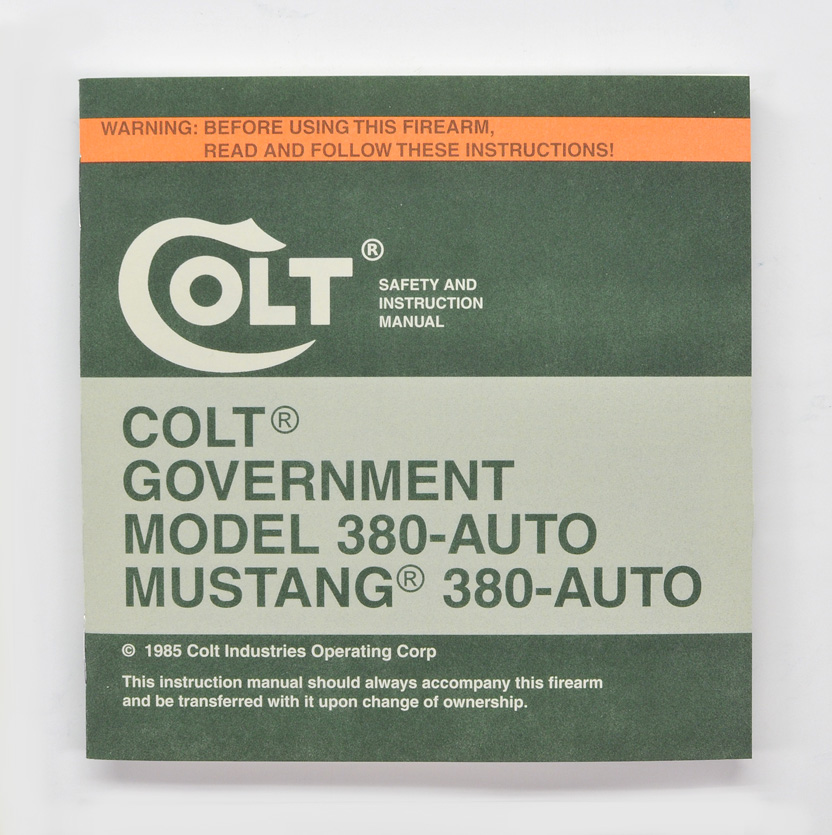 WARNING: BEFORE USING THIS FIREARM,
READ AND FOLLOW THESE INSTRUCTIONS!
COLT®
SAFETY AND
INSTRUCTION
MANUAL
COLT®
GOVERNMENT
MODEL 380-AUTO
MUSTANG® 380-AUTO
© 1985 Colt Industries Operating Corp
This instruction manual should always accompany this firearm
and be transferred with it upon change of ownership.